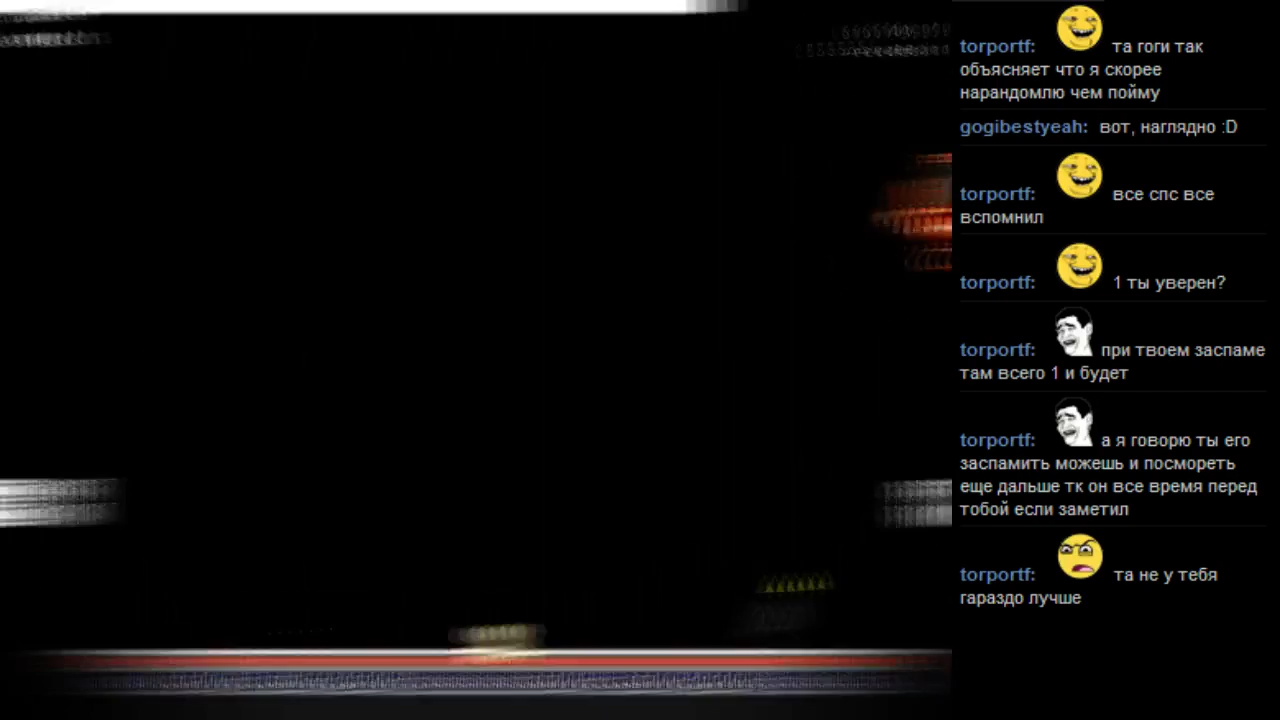 torportf: та гоги так
объясняет что я скорее
нарандомлю чем пойму
gogibestyeah: вот, наглядно :D
torportf: все спс все
вспомнил
torportf: 1 ты уверен?
torportf: при твоем заспаме
там всего 1 и будет
torportf: а я говорю ты его
заспамить можешь и посмореть
еще дальше тк он все время перед
тобой если заметил
torportf: та не у тебя
гараздо лучше